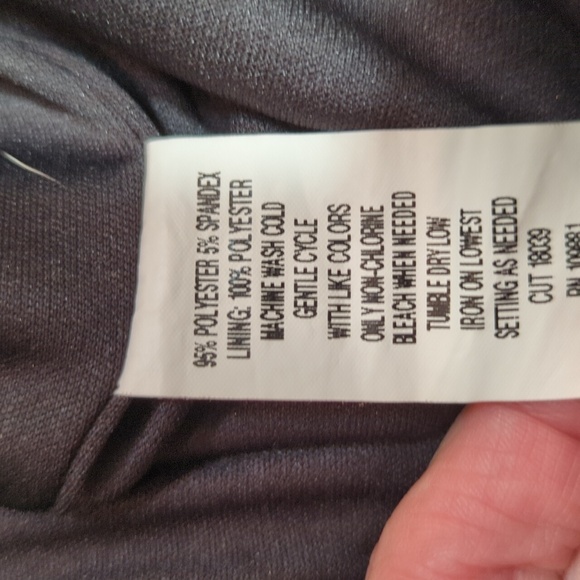 95% POLYESTER 5% SPANDEX
LINING: 100% POLYESTER
MACHINE WASH COLD
GENTLE CYCLE
WITH LIKE COLORS
ONLY NON-CHLORINE
BLEACH WHEN NEEDED
TUMBLE DRY LOW
IRON ON LOWEST
SETTING AS NEEDED
CUT 18039
RN